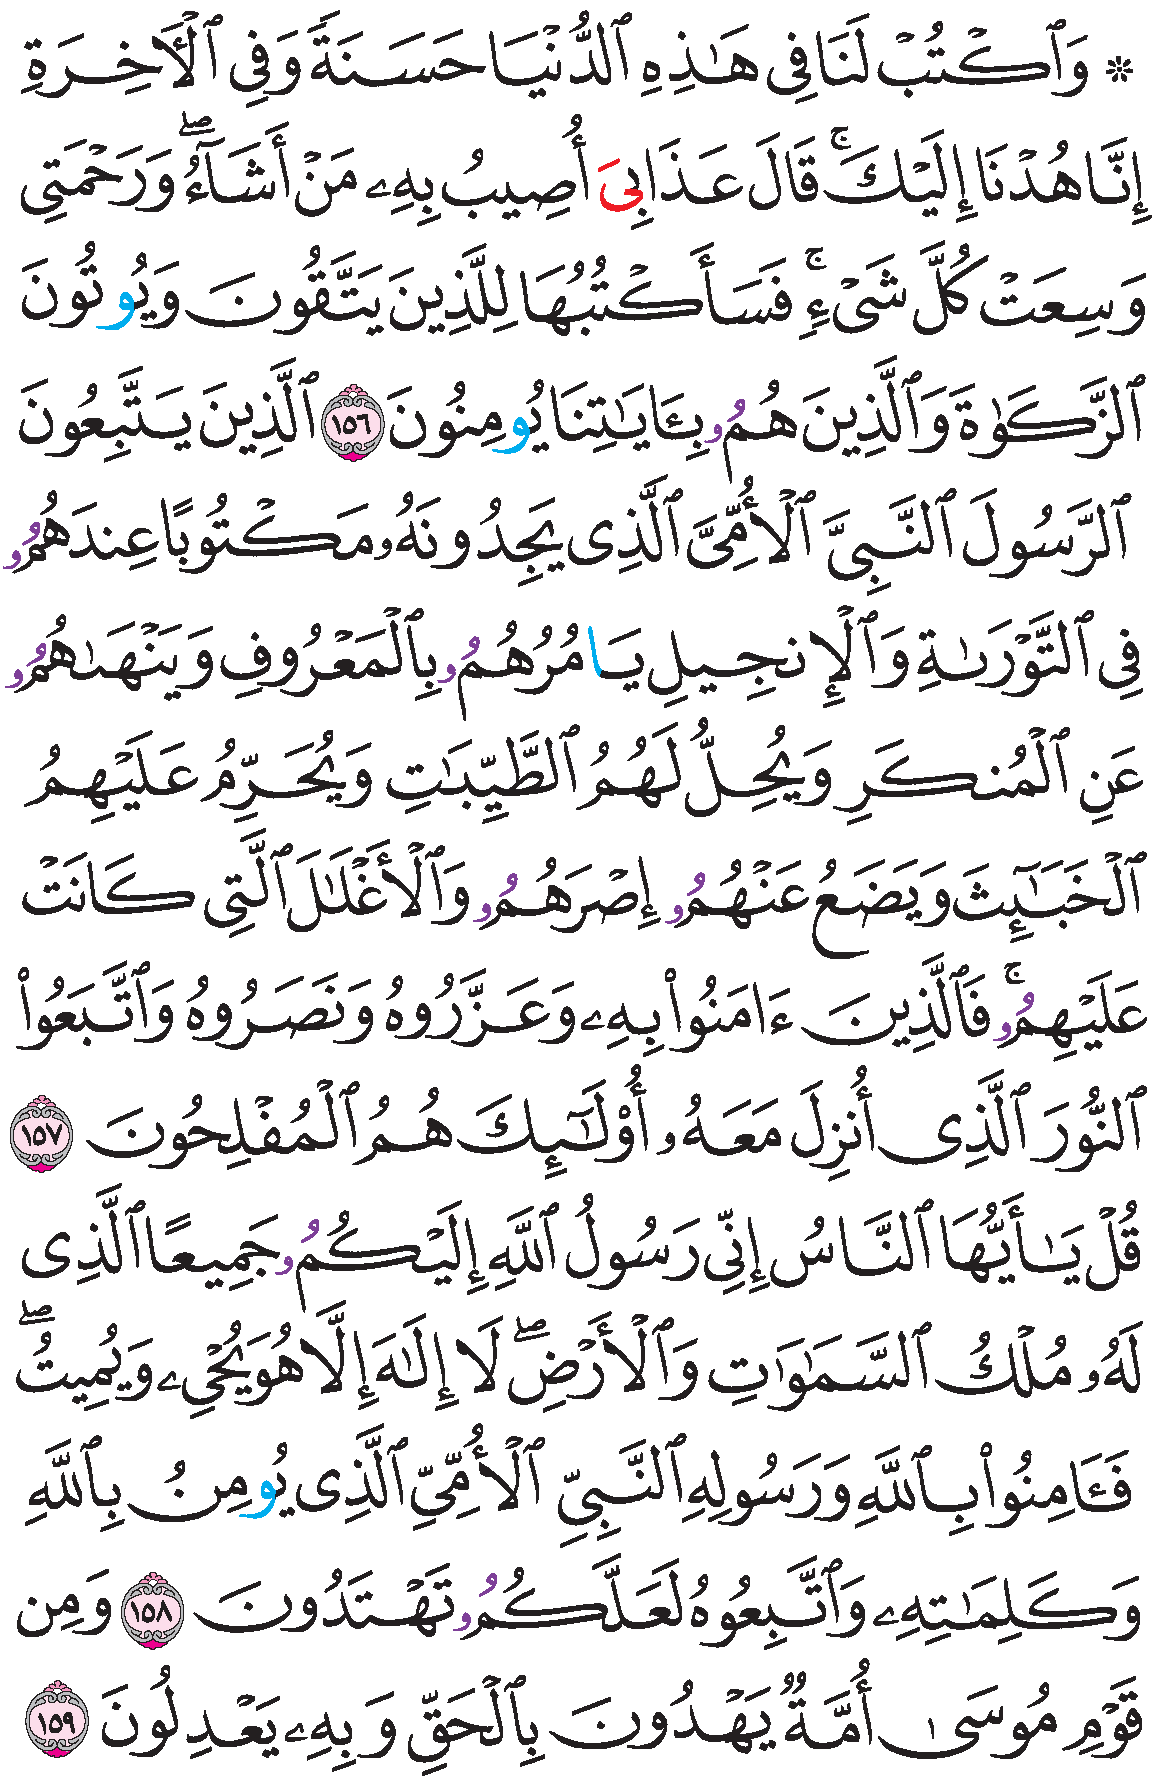 ۞ وَٱكۡتُبۡ لَنَا فِي هَٰذِهِ ٱلدُّنۡيَا حَسَنَةٗ وَفِي ٱلۡأٓخِرَةِ
إِنَّا هُدۡنَآ إِلَيۡكَۚ قَالَ عَذَابِيَ أُصِيبُ بِهِۦ مَنۡ أَشَآءُۖ وَرَحۡمَتِي
وَسِعَتۡ كُلَّ شَيۡءٖۚ فَسَأَكۡتُبُهَا لِلَّذِينَ يَتَّقُونَ وَيُوتُونَ
ٱلزَّكَوٰةَ وَٱلَّذِينَ هُمُۥ بِـَٔايَٰتِنَا يُومِنُونَ ١٥٦ ٱلَّذِينَ يَتَّبِعُونَ
ٱلرَّسُولَ ٱلنَّبِيَّ ٱلۡأُمِّيَّ ٱلَّذِي يَجِدُونَهُۥ مَكۡتُوبًا عِندَهُمُۥ
فِي ٱلتَّوۡرَىٰةِ وَٱلۡإِنجِيلِ يَامُرُهُمُۥ بِٱلۡمَعۡرُوفِ وَيَنۡهَىٰهُمُۥ
عَنِ ٱلۡمُنكَرِ وَيُحِلُّ لَهُمُ ٱلطَّيِّبَٰتِ وَيُحَرِّمُ عَلَيۡهِمُ
ٱلۡخَبَٰٓئِثَ وَيَضَعُ عَنۡهُمُۥ إِصۡرَهُمُۥ وَٱلۡأَغۡلَٰلَ ٱلَّتِي كَانَتۡ
عَلَيۡهِمُۥۚ فَٱلَّذِينَ ءَامَنُواْ بِهِۦ وَعَزَّرُوهُ وَنَصَرُوهُ وَٱتَّبَعُواْ
ٱلنُّورَ ٱلَّذِي أُنزِلَ مَعَهُۥ أُوْلَٰٓئِكَ هُمُ ٱلۡمُفۡلِحُونَ ١٥٧
قُلۡ يَٰأَيُّهَا ٱلنَّاسُ إِنِّي رَسُولُ ٱللَّهِ إِلَيۡكُمُۥ جَمِيعًا ٱلَّذِي
لَهُۥ مُلۡكُ ٱلسَّمَٰوَٰتِ وَٱلۡأَرۡضِۖ لَا إِلَٰهَ إِلَّا هُوَ يُحۡيِۦ وَيُمِيتُۖ
فَـَٔامِنُواْ بِٱللَّهِ وَرَسُولِهِ ٱلنَّبِيِّ ٱلۡأُمِّيِّ ٱلَّذِي يُومِنُ بِٱللَّهِ
وَكَلِمَٰتِهِۦ وَٱتَّبِعُوهُ لَعَلَّكُمُۥ تَهۡتَدُونَ ١٥٨ وَمِن
قَوۡمِ مُوسَىٰ أُمَّةٞ يَهۡدُونَ بِٱلۡحَقِّ وَبِهِۦ يَعۡدِلُونَ ١٥٩